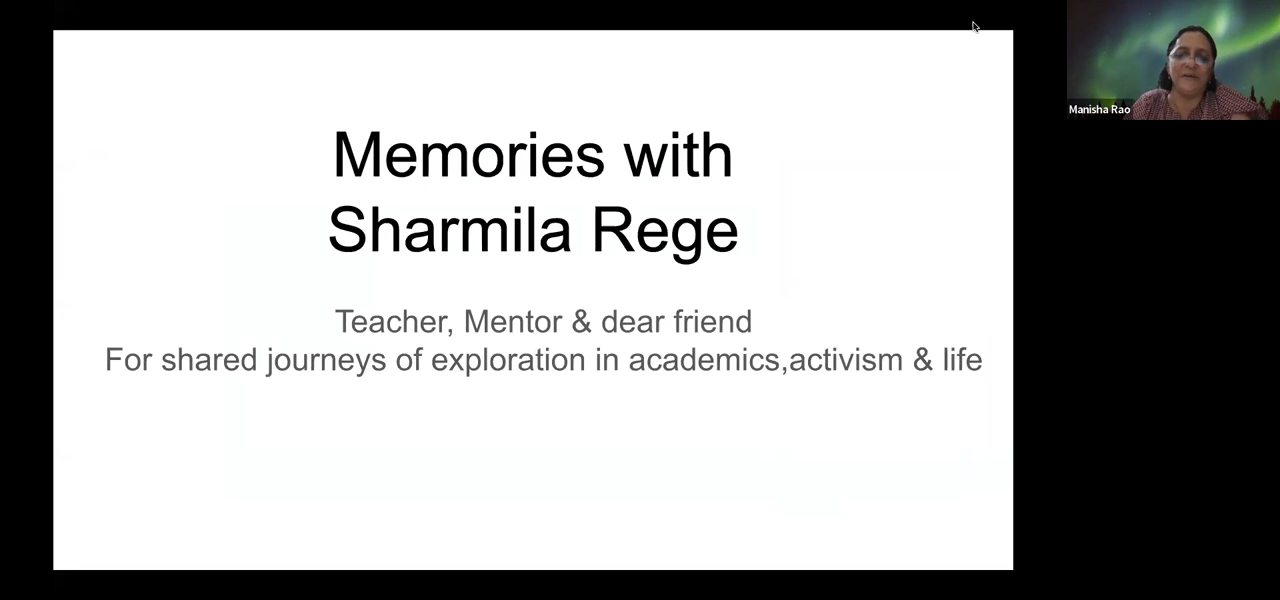 Memories with
Sharmila Rege
Teacher, Mentor & dear friend
For shared journeys of exploration in academics,activism & life
Manisha Rao